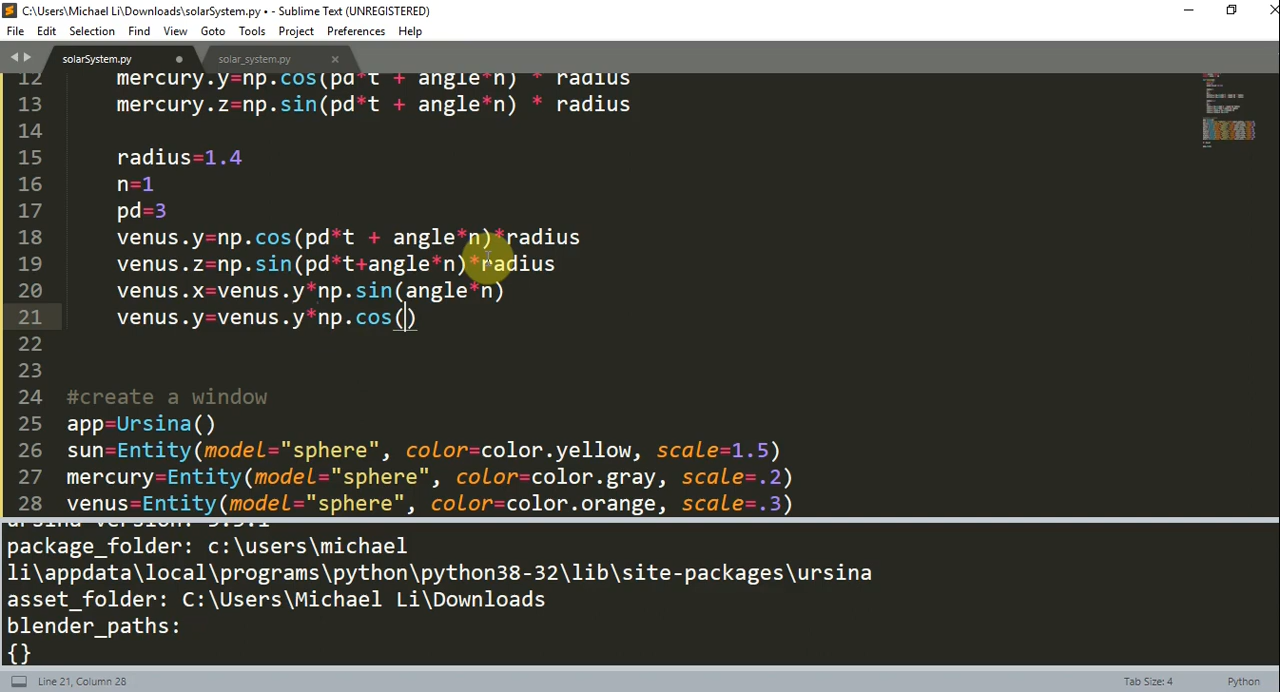 C:\Users\Michael Li\Downloads\solarSystem.py • - Sublime Text (UNREGISTERED)
File Edit Selection Find View Goto Tools Project Preferences Help
solarSystem.py solar_system.py
12 mercury.y=np.cos(pd*t + angle*n) * radius
13 mercury.z=np.sin(pd*t + angle*n) * radius
14
15 radius=1.4
16 n=1
17 pd=3
18 venus.y=np.cos(pd*t + angle*n)*radius
19 venus.z=np.sin(pd*t+angle*n)*radius
20 venus.x=venus.y*np.sin(angle*n)
21 venus.y=venus.y*np.cos()
22
23
24 #create a window
25 app=Ursina()
26 sun=Entity(model="sphere", color=color.yellow, scale=1.5)
27 mercury=Entity(model="sphere", color=color.gray, scale=.2)
28 venus=Entity(model="sphere", color=color.orange, scale=.3)
ursina version:
package_folder: c:\users\michael
li\appdata\local\programs\python\python38-32\lib\site-packages\ursina
asset_folder: C:\Users\Michael Li\Downloads
blender_paths:
{}
Line 21, Column 28 Tab Size: 4 Python